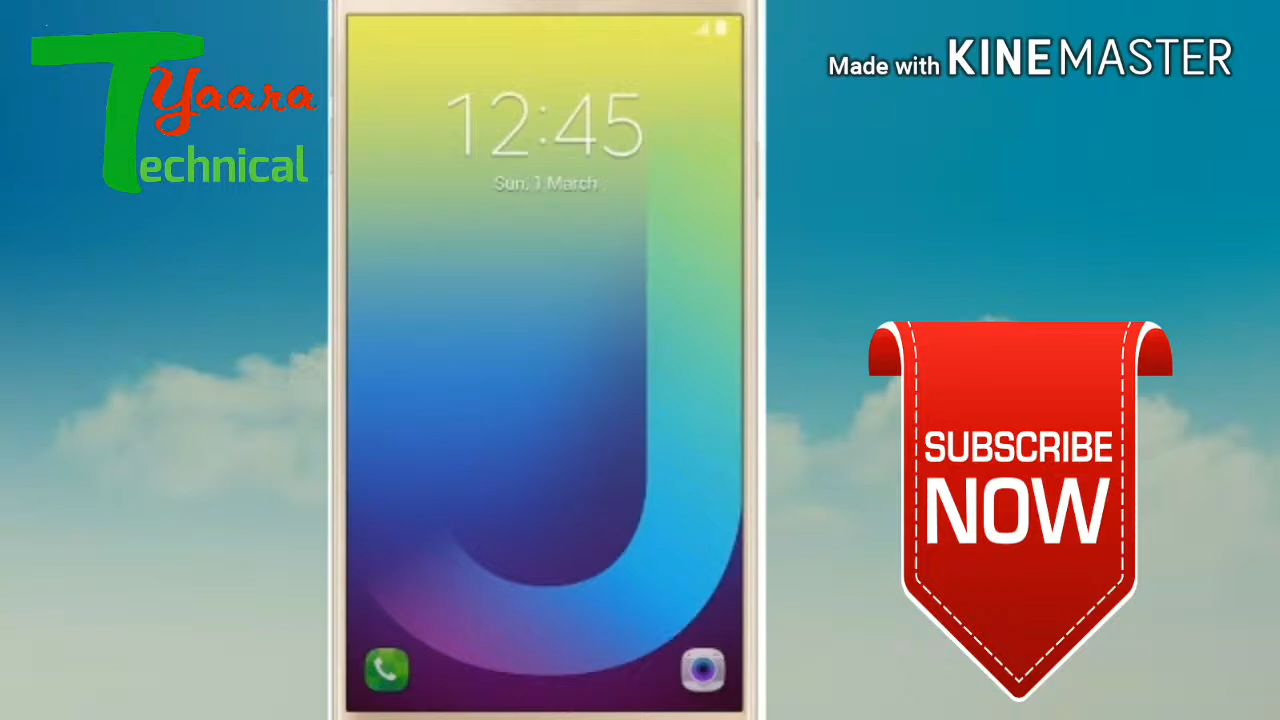 Yaara
Technical
Made with KINEMASTER
12:45
Sun, 1 March
SUBSCRIBE
NOW